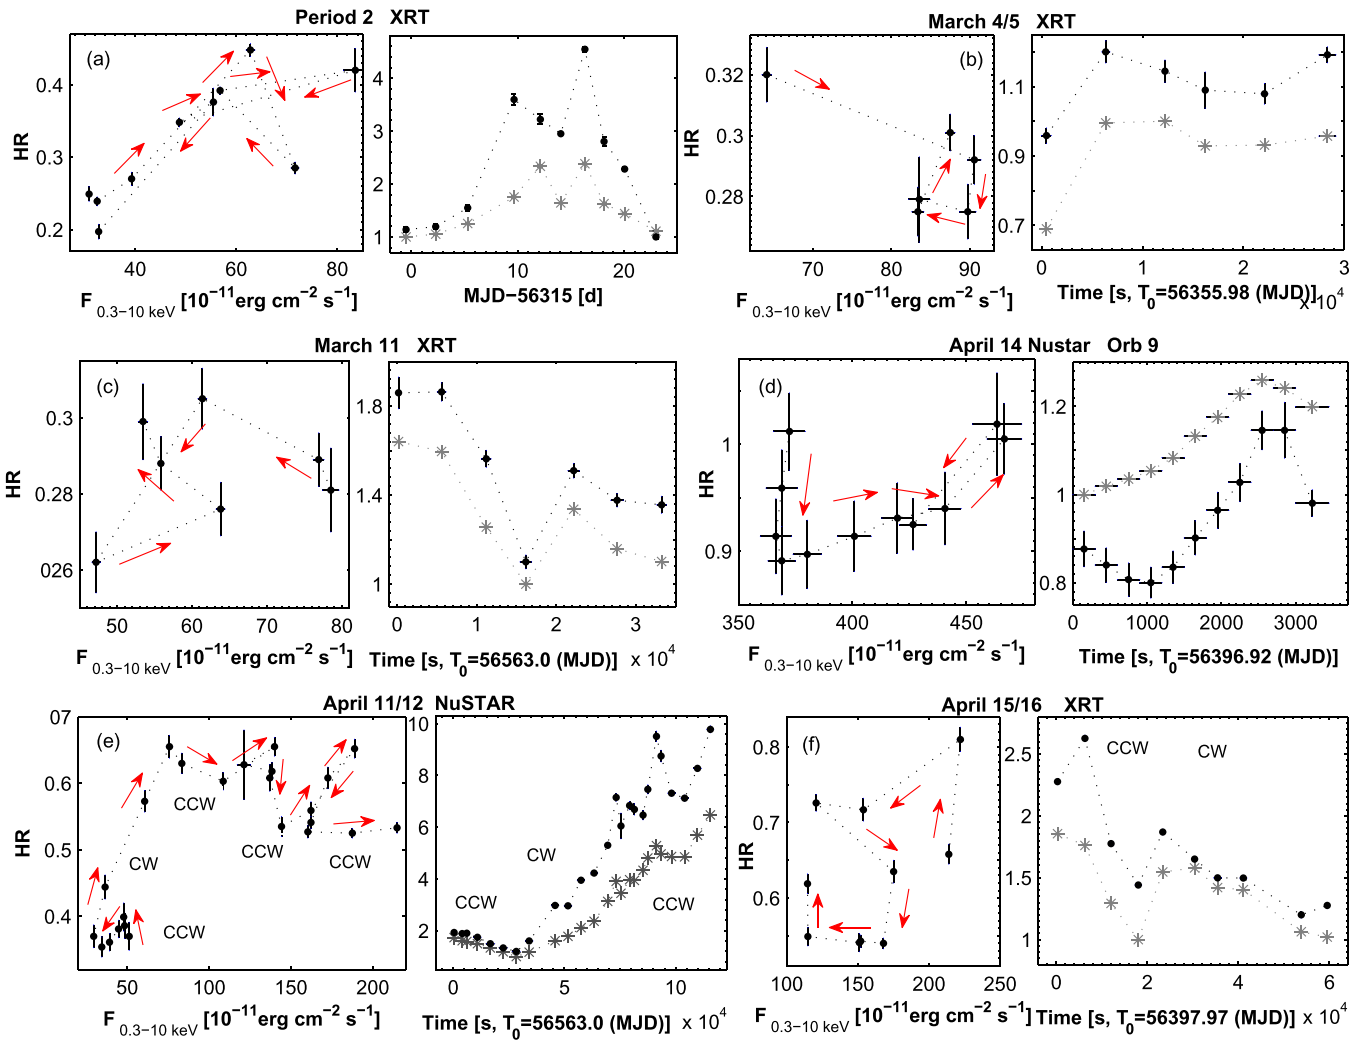 Period 2 XRT
(a)
HR
0.4
0.3
0.2
40 60 80
F 0.3−10 keV [10−11erg cm−2 s−1]
4
3
2
1
0 10 20
MJD−56315 [d]
March 4/5 XRT
(b)
HR
0.32
0.3
0.28
70 80 90
F 0.3−10 keV [10−11erg cm−2 s−1]
1.1
0.9
0.7
0 1 2 3
Time [s, T0=56355.98 (MJD)] x 10^4
March 11 XRT
(c)
HR
0.3
0.28
026
50 60 70 80
F 0.3−10 keV [10−11erg cm−2 s−1]
1.8
1.4
1
0 1 2 3
Time [s, T0=56563.0 (MJD)] x 10^4
April 14 Nustar Orb 9
(d)
HR
1
0.9
350 400 450
F 0.3−10 keV [10−11erg cm−2 s−1]
1.2
1
0.8
0 1000 2000 3000
Time [s, T0=56396.92 (MJD)]
April 11/12 NuSTAR
(e)
HR
07
0.6
0.5
0.4
CCW
CW
CCW
CCW
CCW
50 100 150 200
F 0.3−10 keV [10−11erg cm−2 s−1]
10
8
6
4
2
CW
CCW
CCW
0 5 10
Time [s, T0=56563.0 (MJD)] x 10^4
April 15/16 XRT
(f)
HR
0.8
0.7
0.6
100 150 200 250
F 0.3−10 keV [10−11erg cm−2 s−1]
2.5
2
1.5
1
CCW CW
0 2 4 6
Time [s, T0=56397.97 (MJD)] x 10^4